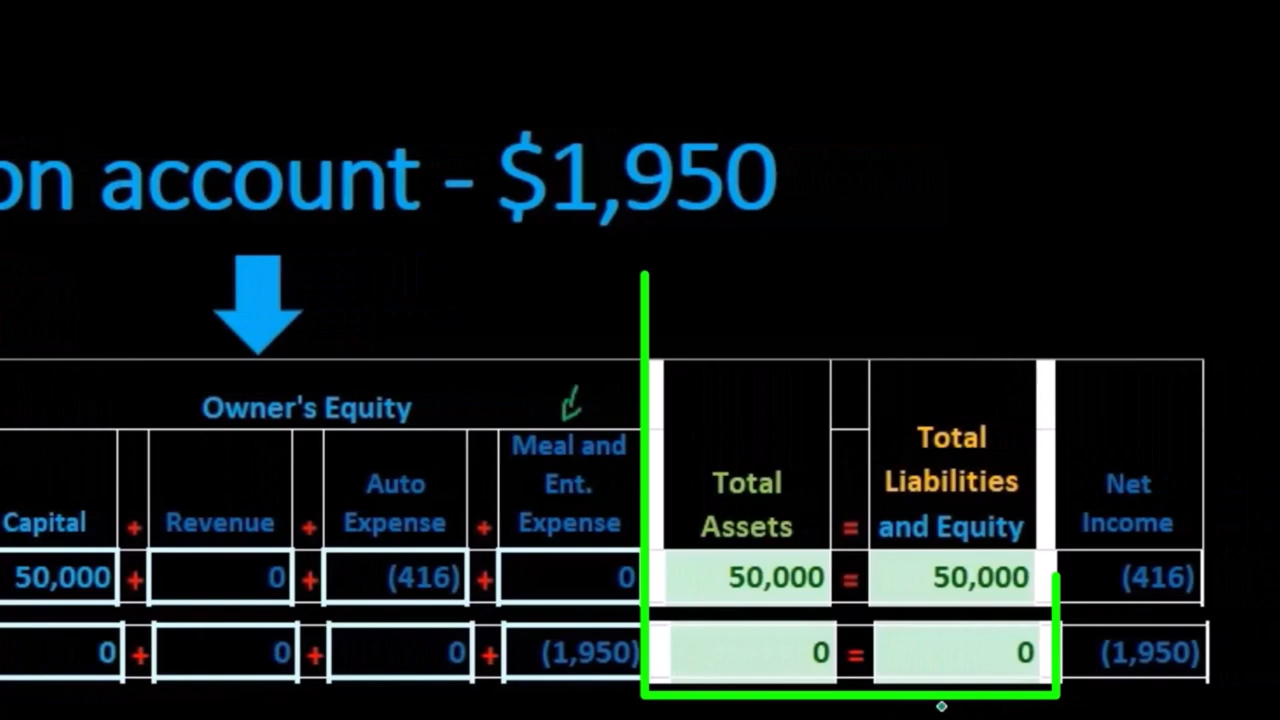 on account - $1,950
Owner's Equity
Capital + Revenue + Auto Expense + Meal and Ent. Expense Total Assets = Total Liabilities and Equity Net Income
50,000 + 0 + (416) + 0 50,000 = 50,000 (416)
0 + 0 + 0 + (1,950) 0 = 0 (1,950)